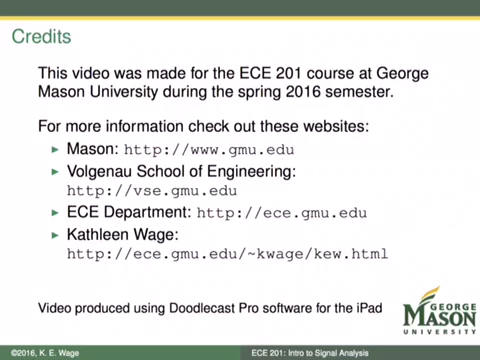 Credits
This video was made for the ECE 201 course at George
Mason University during the spring 2016 semester.
For more information check out these websites:
Mason: http://www.gmu.edu
Volgenau School of Engineering:
http://vse.gmu.edu
ECE Department: http://ece.gmu.edu
Kathleen Wage:
http://ece.gmu.edu/~kwage/kew.html
Video produced using Doodlecast Pro software for the iPad
GEORGE
MASON
UNIVERSITY
©2016, K. E. Wage
ECE 201: Intro to Signal Analysis